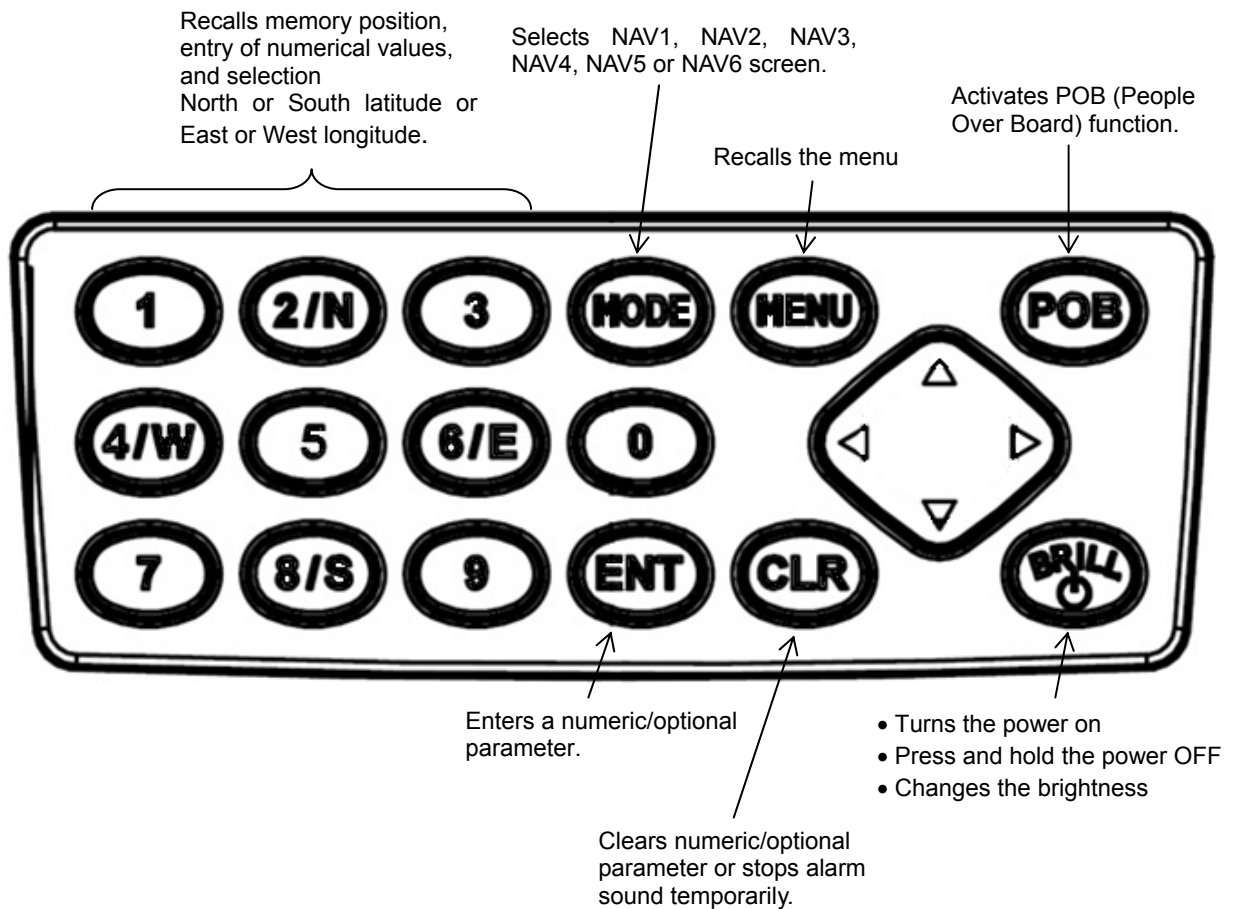 Recalls memory position,
entry of numerical values,
and selection
North or South latitude or
East or West longitude.
Selects NAV1, NAV2, NAV3,
NAV4, NAV5 or NAV6 screen.
Activates POB (People
Over Board) function.
Recalls the menu
1
2/N
3
MODE
MENU
POB
4/W
5
6/E
0
7
8/S
9
ENT
CLR
BRILL
Enters a numeric/optional
parameter.
• Turns the power on
• Press and hold the power OFF
• Changes the brightness
Clears numeric/optional
parameter or stops alarm
sound temporarily.